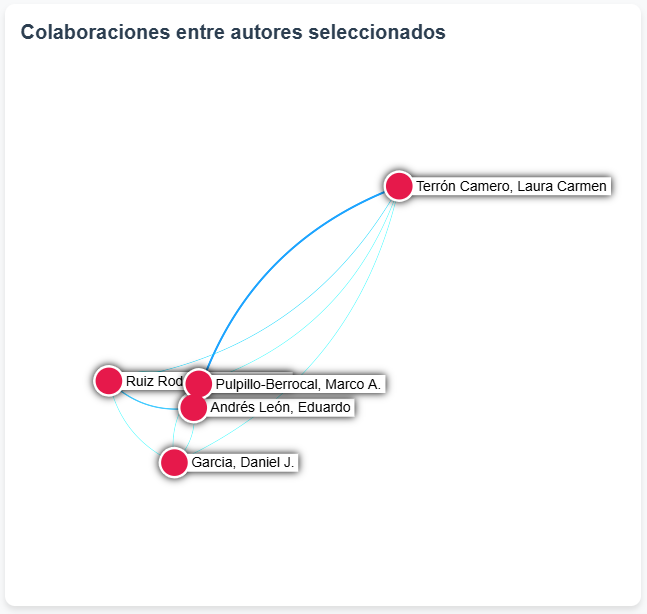 Colaboraciones entre autores seleccionados
Terrón Camero, Laura Carmen
Ruiz Rod
Pulpillo-Berrocal, Marco A.
Andrés León, Eduardo
Garcia, Daniel J.